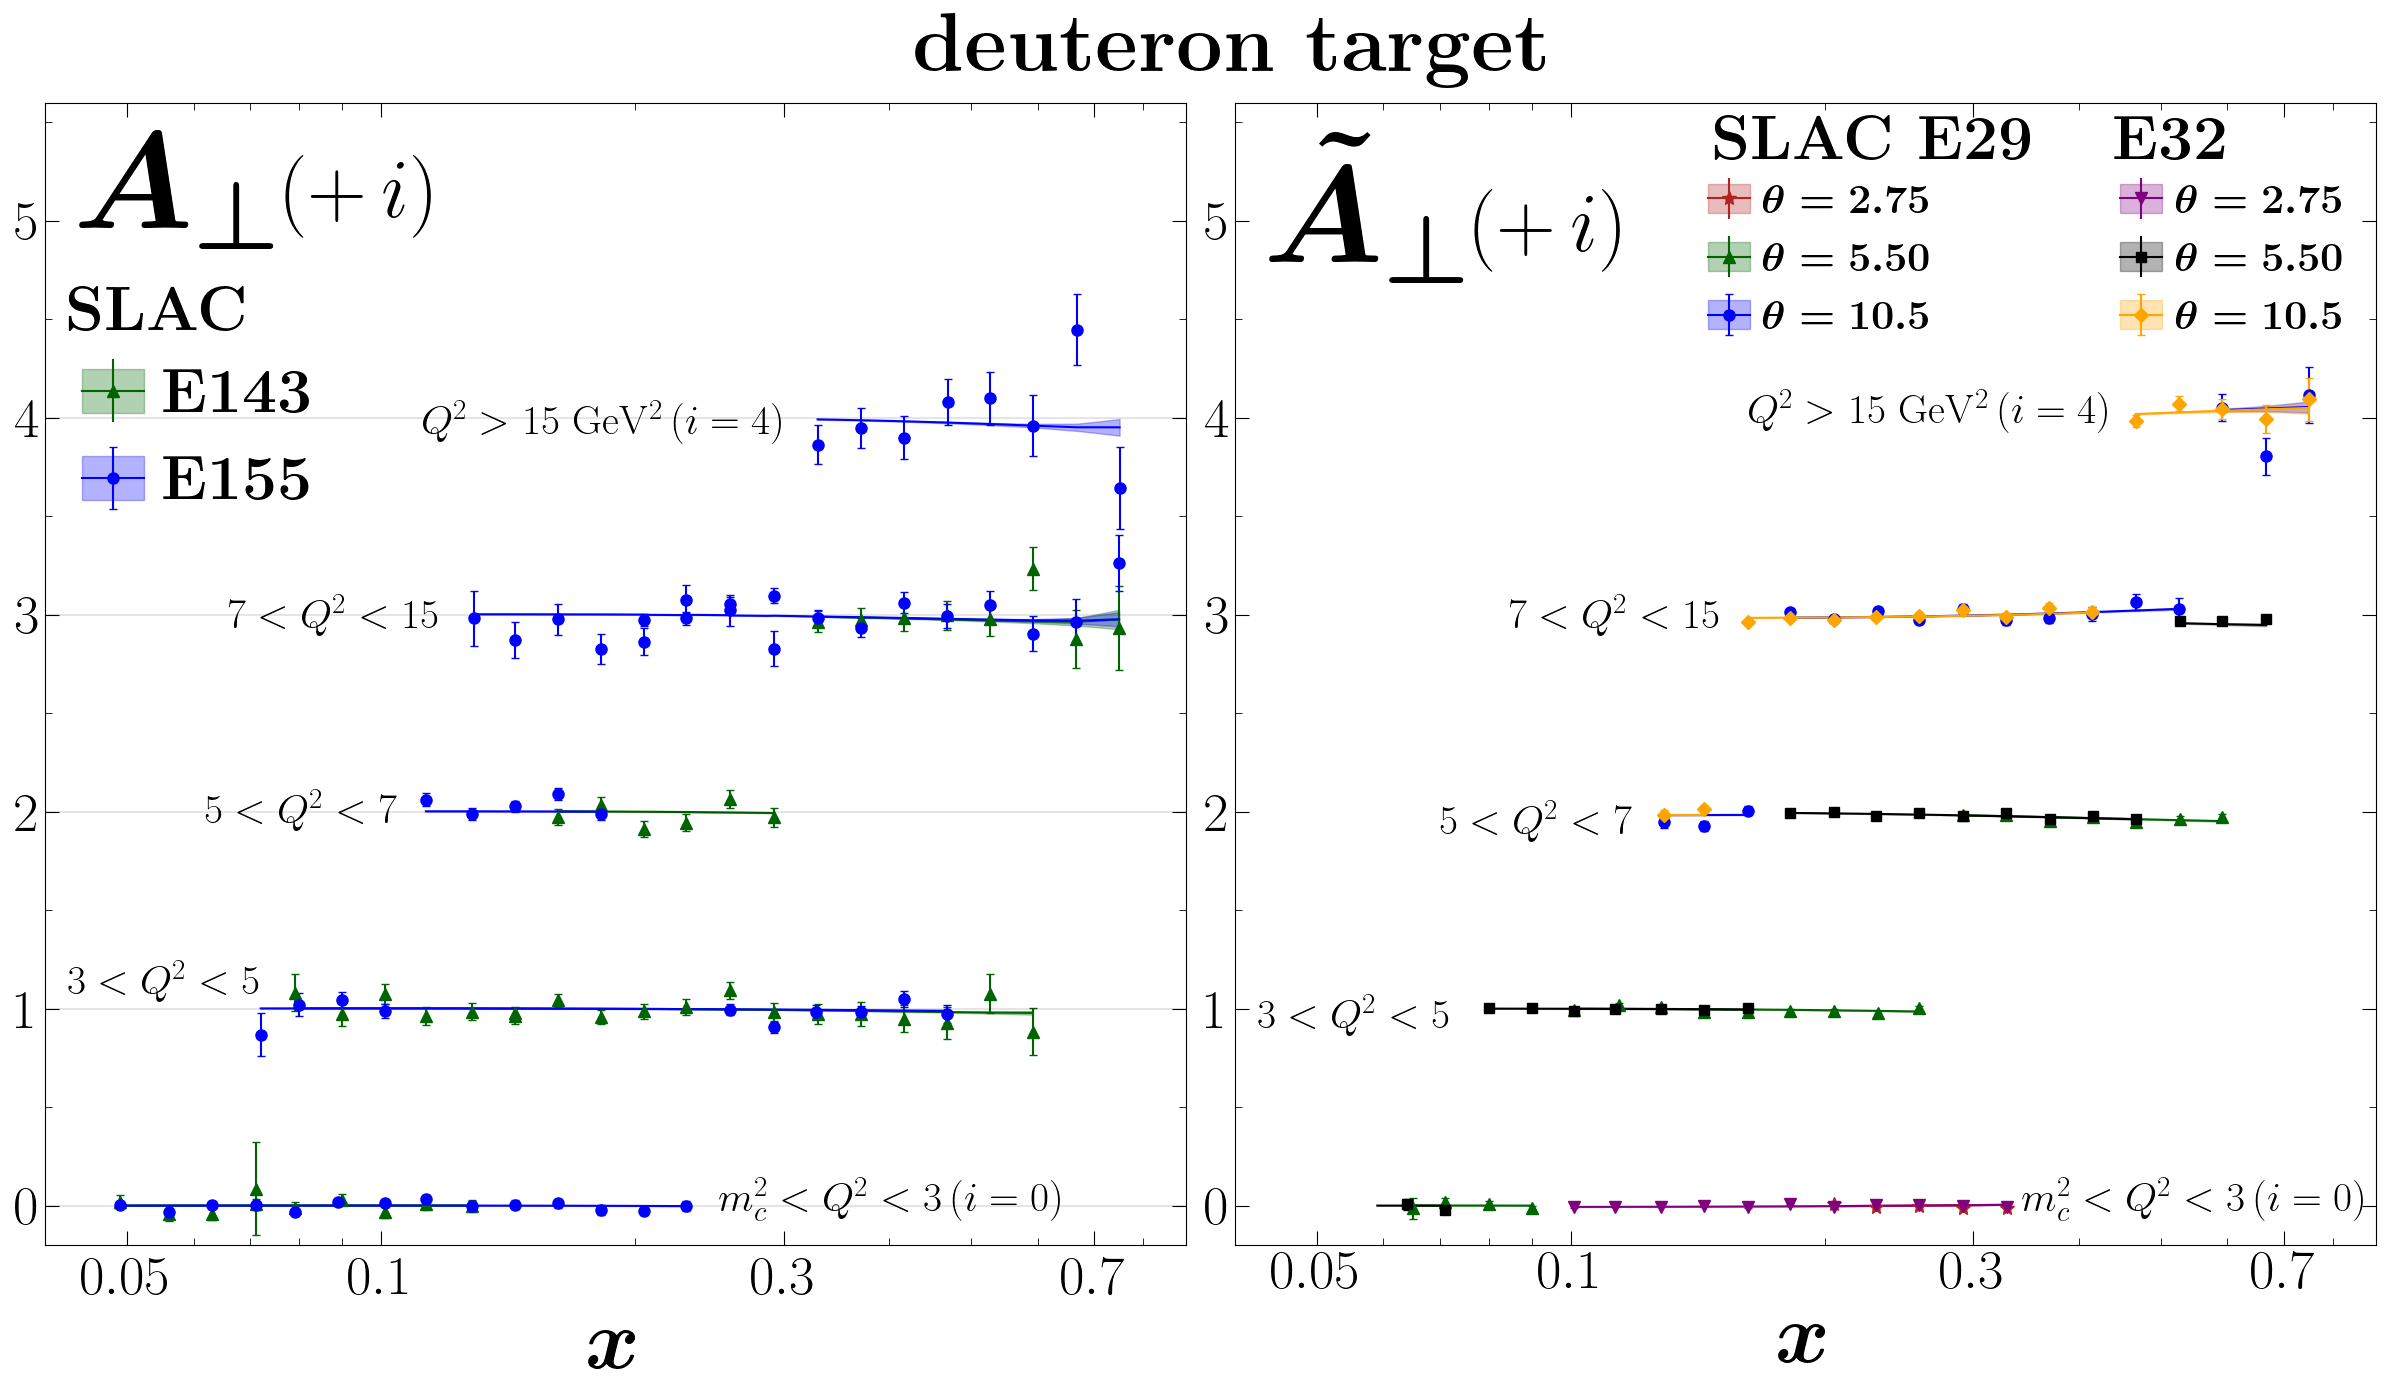 deuteron target
A⊥(+ i)
SLAC
E143
E155
Q² > 15 GeV² (i = 4)
7 < Q² < 15
5 < Q² < 7
3 < Q² < 5
m_c² < Q² < 3 (i = 0)
5
4
3
2
1
0
0.05 0.1 0.3 0.7
x
Ã⊥(+ i)
SLAC E29 E32
θ = 2.75 θ = 2.75
θ = 5.50 θ = 5.50
θ = 10.5 θ = 10.5
Q² > 15 GeV² (i = 4)
7 < Q² < 15
5 < Q² < 7
3 < Q² < 5
m_c² < Q² < 3 (i = 0)
5
4
3
2
1
0
0.05 0.1 0.3 0.7
x